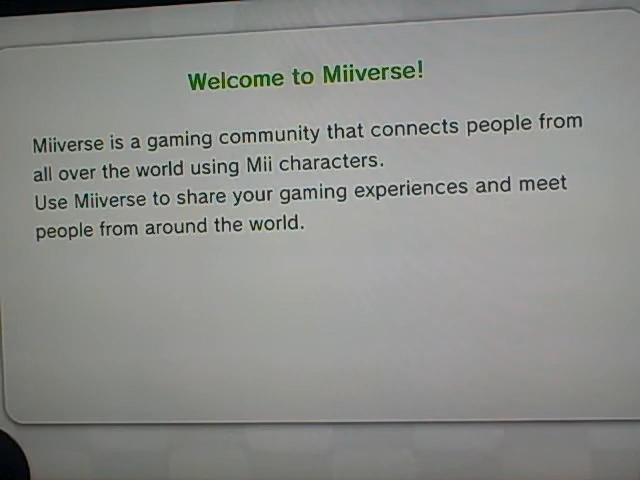 Welcome to Miiverse!
Miiverse is a gaming community that connects people from
all over the world using Mii characters.
Use Miiverse to share your gaming experiences and meet
people from around the world.